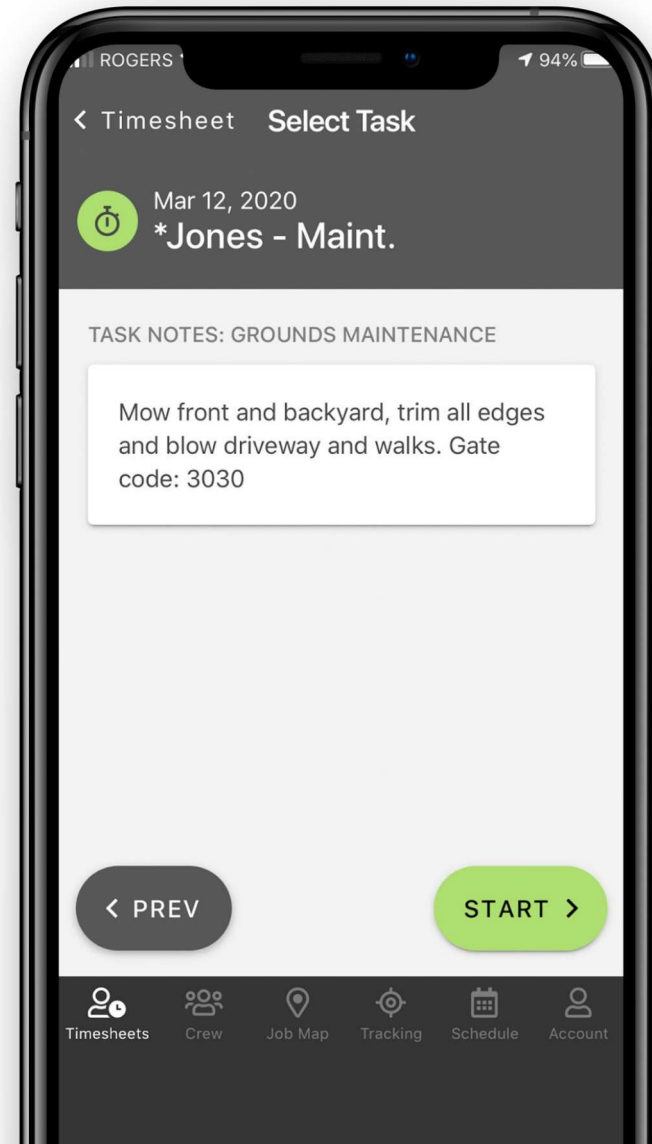 ROGERS 94%
Timesheet Select Task
Mar 12, 2020
*Jones - Maint.
TASK NOTES: GROUNDS MAINTENANCE
Mow front and backyard, trim all edges
and blow driveway and walks. Gate
code: 3030
PREV START
Timesheets Crew Job Map Tracking Schedule Account